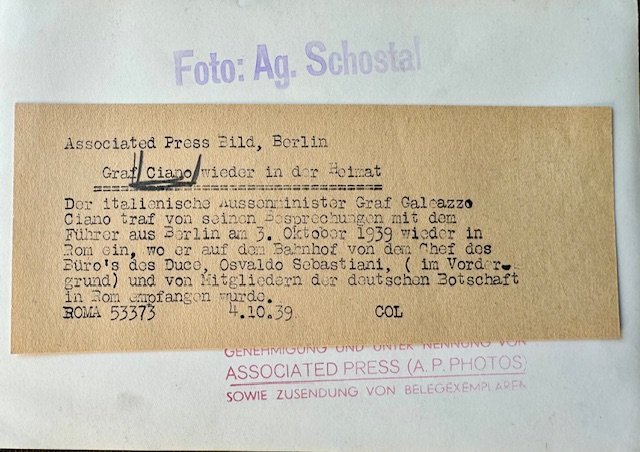 Foto: Ag. Schostal
Associated Press Bild, Berlin
Graf Ciano wieder in der Heimat
Der italienische Aussenminister Graf Galeazzo
Ciano traf von seinen Besprechungen mit dem
Führer aus Berlin am 3. Oktober 1939 wieder in
Rom ein, wo er auf dem Bahnhof von dem Chef des
Büro's des Duce, Osvaldo Sebastiani, ( im Vorder-
grund) und von Mitgliedern der deutschen Botschaft
in Rom empfangen wurde.
ROMA 53373 4.10.39. COL
GENEHMIGUNG UND UNTER NENNUNG VON
ASSOCIATED PRESS (A.P. PHOTOS)
SOWIE ZUSENDUNG VON BELEGEXEMPLAREN